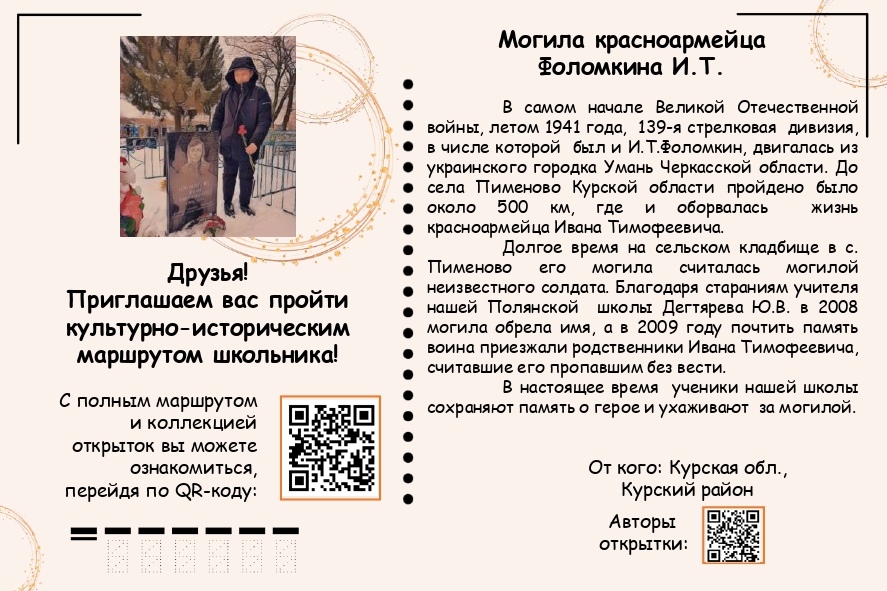 Друзья!
Приглашаем вас пройти
культурно-историческим
маршрутом школьника!
С полным маршрутом
и коллекцией
открыток вы можете
ознакомиться,
перейдя по QR-коду:
Могила красноармейца
Фоломкина И.Т.
В самом начале Великой Отечественной
войны, летом 1941 года, 139-я стрелковая дивизия,
в числе которой был и И.Т.Фоломкин, двигалась из
украинского городка Умань Черкасской области. До
села Пименово Курской области пройдено было
около 500 км, где и оборвалась жизнь
красноармейца Ивана Тимофеевича.
Долгое время на сельском кладбище в с.
Пименово его могила считалась могилой
неизвестного солдата. Благодаря стараниям учителя
нашей Полянской школы Дегтярева Ю.В. в 2008
могила обрела имя, а в 2009 году почтить память
воина приезжали родственники Ивана Тимофеевича,
считавшие его пропавшим без вести.
В настоящее время ученики нашей школы
сохраняют память о герое и ухаживают за могилой.
От кого: Курская обл.,
Курский район
Авторы
открытки: